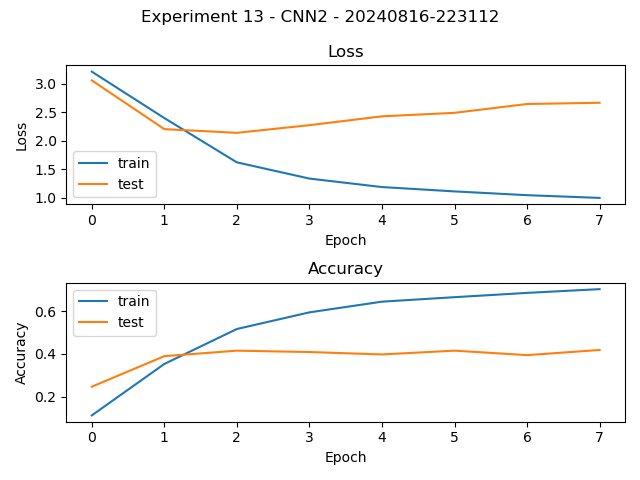 Experiment 13 - CNN2 - 20240816-223112
Loss
3.0
2.5
2.0
1.5
1.0
Loss
train
test
0 1 2 3 4 5 6 7
Epoch
Accuracy
0.6
0.4
0.2
Accuracy
train
test
0 1 2 3 4 5 6 7
Epoch